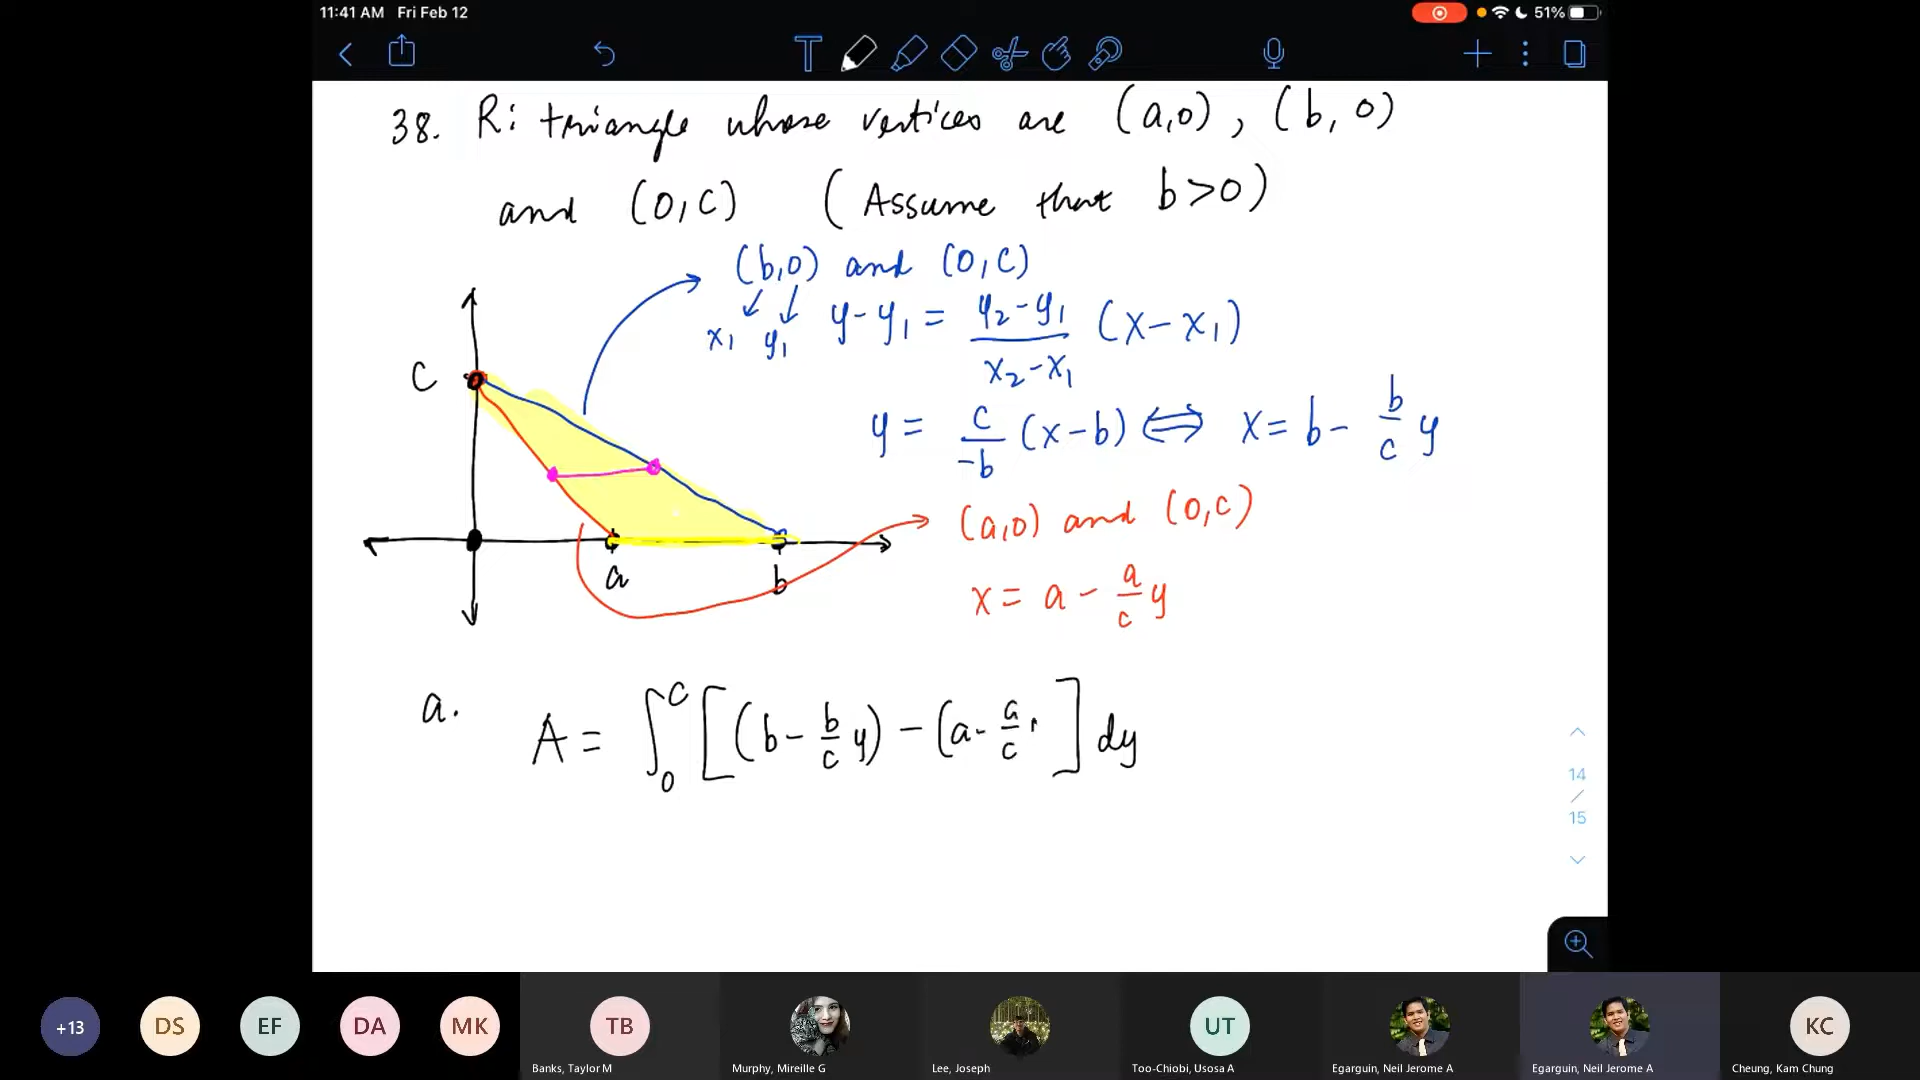 11:41 AM Fri Feb 12
51%
38. R: triangle whose vertices are (a,0), (b, 0)
and (0,C) (Assume that b>0)
(b,0) and (0,C)
x₁ y₁ y-y₁ = y₂-y₁ / x₂-x₁ (x-x₁)
C
y = c/-b (x-b) ⟺ x = b - b/c y
(a,0) and (0,C)
a b
x = a - a/c y
a. A = ∫₀ᶜ [(b - b/c y) - (a - a/c ] dy
14
/
15
+13 DS EF DA MK TB UT KC
Banks, Taylor M Murphy, Mireille G Lee, Joseph Too-Chiobi, Usosa A Egarguin, Neil Jerome A Egarguin, Neil Jerome A Cheung, Kam Chung